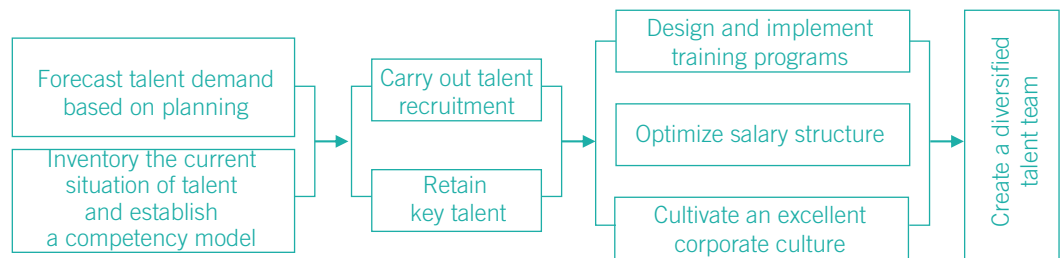 Forecast talent demand
based on planning
Inventory the current
situation of talent
and establish
a competency model
Carry out talent
recruitment
Retain
key talent
Design and implement
training programs
Optimize salary structure
Cultivate an excellent
corporate culture
Create a diversified
talent team